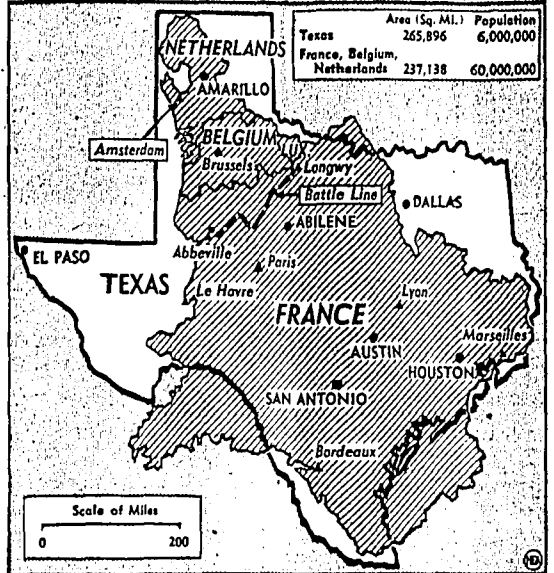 Area (Sq. Mi.) Population
Texas 265,896 6,000,000
France, Belgium,
Netherlands 237,138 60,000,000
NETHERLANDS
AMARILLO
Amsterdam
BELGIUM
Brussels
Longwy
Battle Line
DALLAS
ABILENE
Abbeville
EL PASO
Paris
TEXAS
Le Havre
Lyon
FRANCE
Marseilles
AUSTIN
HOUSTON
SAN ANTONIO
Bordeaux
Scale of Miles
0 200